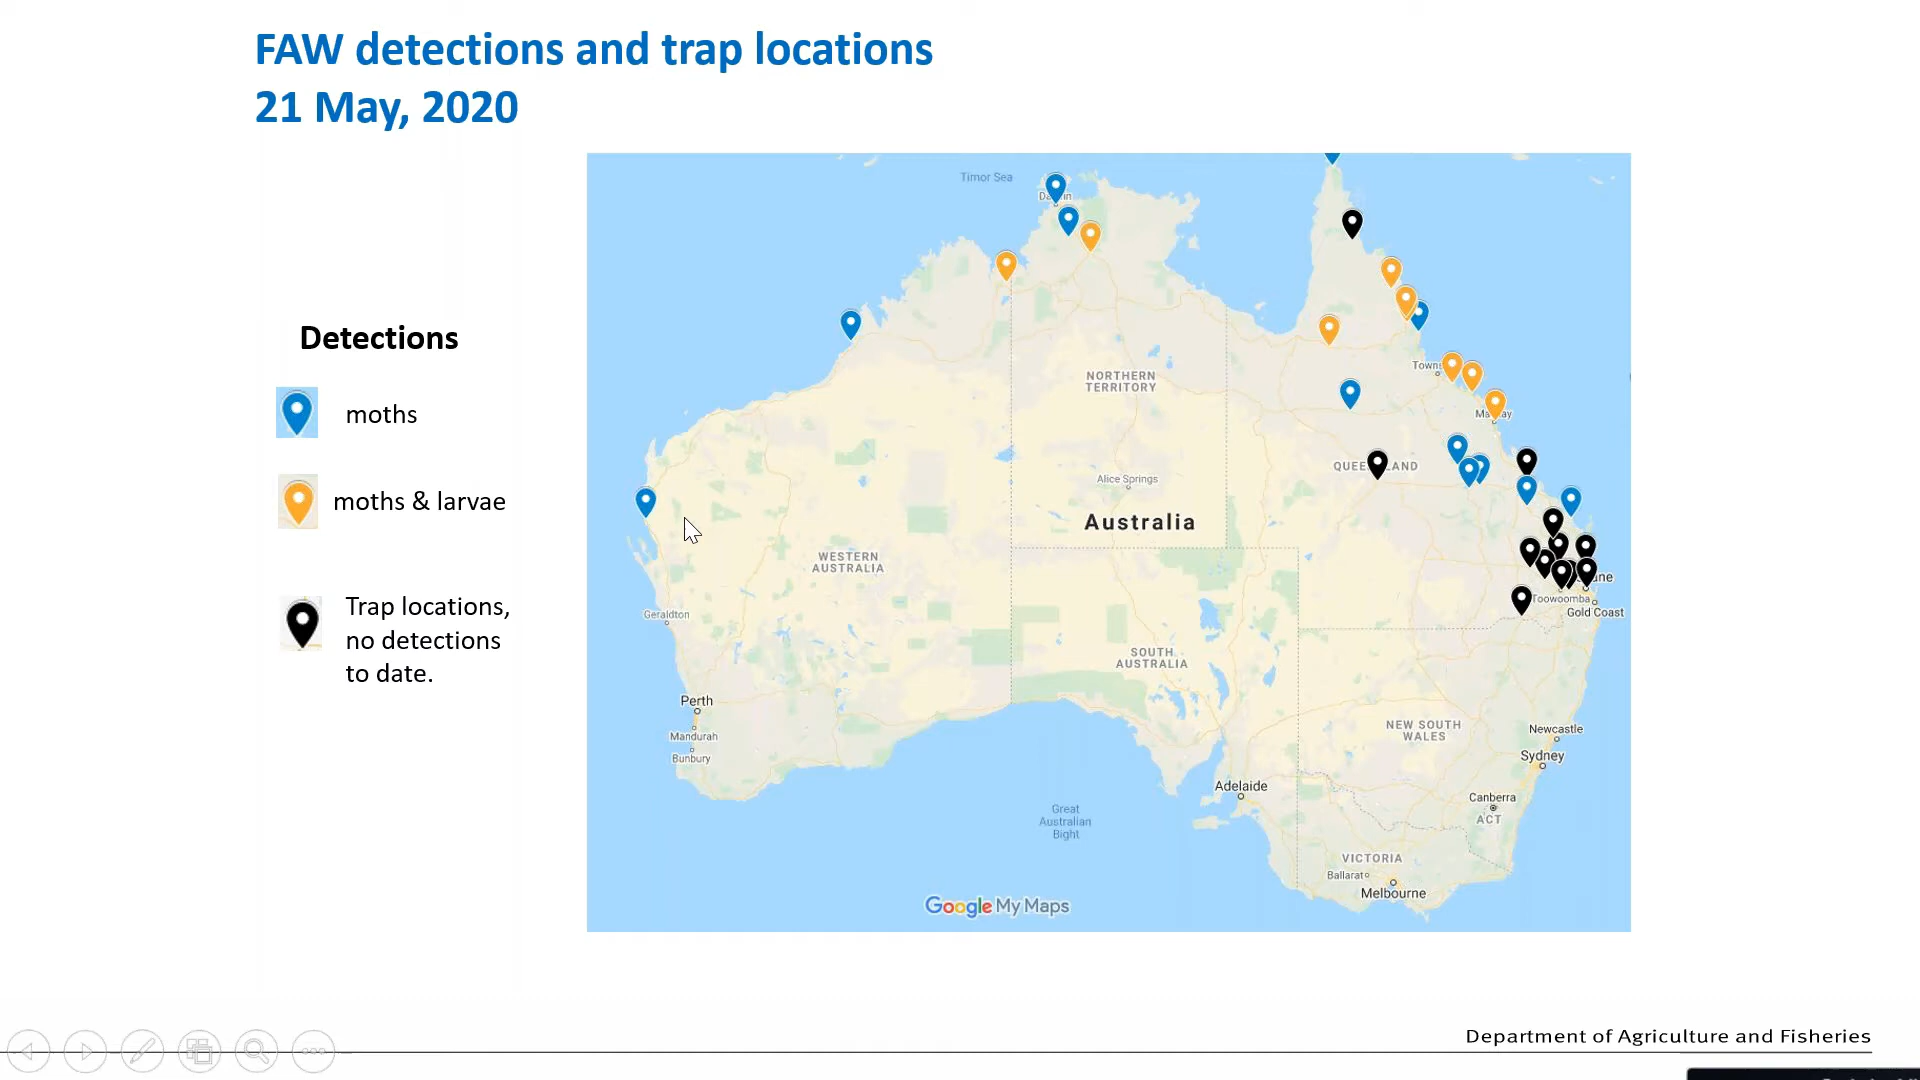 FAW detections and trap locations
21 May, 2020
Detections
moths
moths & larvae
Trap locations,
no detections
to date.
Timor Sea
NORTHERN
TERRITORY
Alice Springs
Australia
WESTERN
AUSTRALIA
Geraldton
SOUTH
AUSTRALIA
Toowoomba
Gold Coast
Perth
Mandurah
Bunbury
NEW SOUTH
WALES
Newcastle
Sydney
Adelaide
Canberra
ACT
Great
Australian
Bight
VICTORIA
Ballarat
Melbourne
Google My Maps
Department of Agriculture and Fisheries